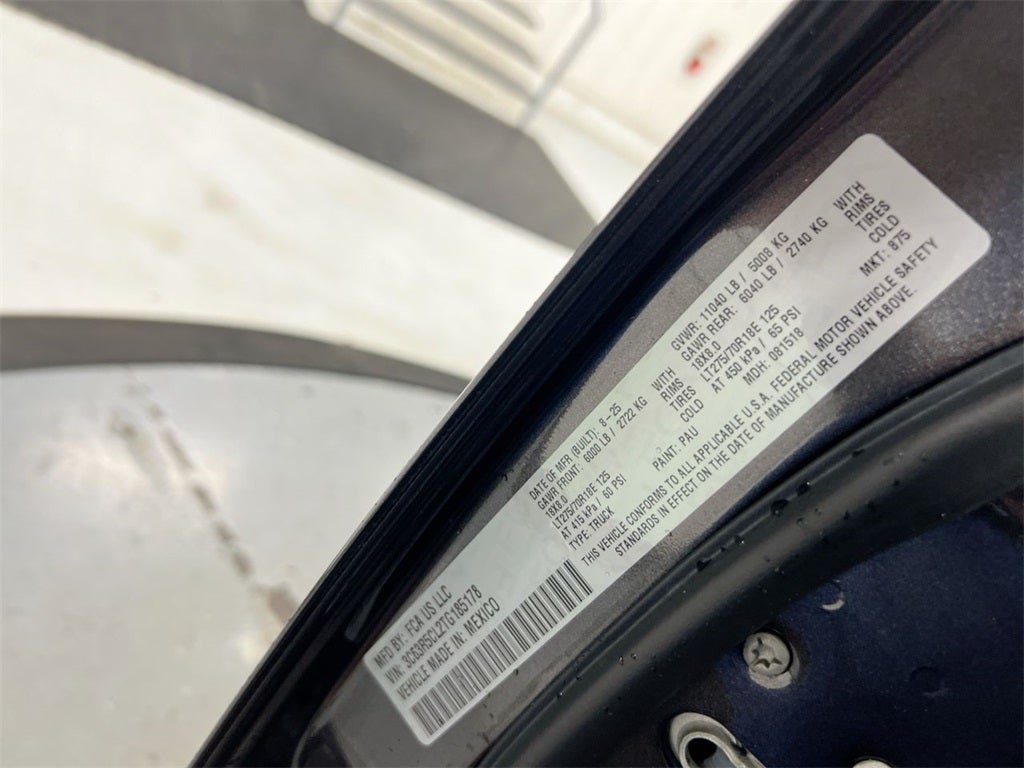 MFD BY: FCA US LLC
DATE OF MFR (BUILT): 8-25 GVWR: 11040 LB / 5008 KG
GAWR FRONT: 6000 LB / 2722 KG WITH GAWR REAR: 6040 LB / 2740 KG WITH
18X8.0 RIMS 18X8.0 RIMS
LT275/70R18E 125 TIRES LT275/70R18E 125 TIRES
AT 415 kPa / 60 PSI COLD AT 450 kPa / 65 PSI COLD
VIN: 3C63R5CL2TG185178
TYPE: TRUCK PAINT: PAU MDH: 081518 MKT: 875
VEHICLE MADE IN: MEXICO
THIS VEHICLE CONFORMS TO ALL APPLICABLE U.S.A. FEDERAL MOTOR VEHICLE SAFETY
STANDARDS IN EFFECT ON THE DATE OF MANUFACTURE SHOWN ABOVE.